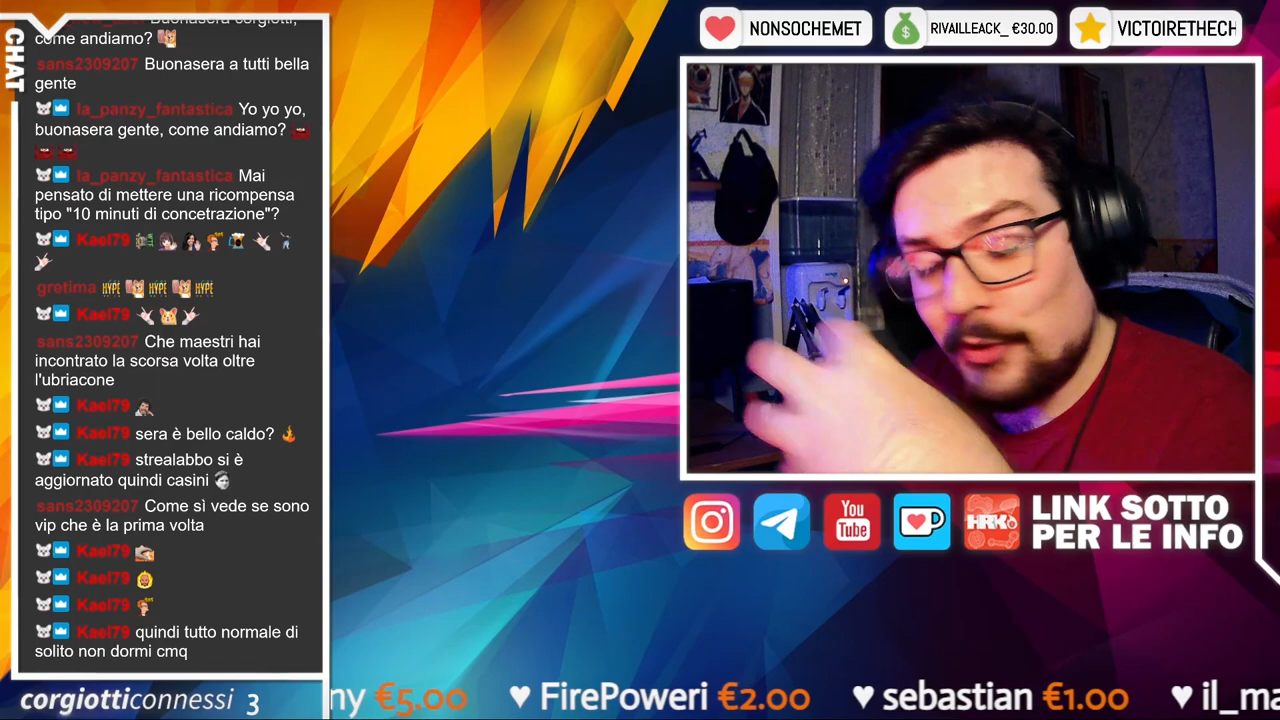 CHAT
Buonasera corgiotti,
come andiamo?
sans2309207 Buonasera a tutti bella
gente
la_panzy_fantastica Yo yo yo,
buonasera gente, come andiamo?
la_panzy_fantastica Mai
pensato di mettere una ricompensa
tipo "10 minuti di concetrazione"?
Kael79
gretima HYPE HYPE HYPE
Kael79
sans2309207 Che maestri hai
incontrato la scorsa volta oltre
l'ubriacone
Kael79
Kael79 sera è bello caldo?
Kael79 strealabbo si è
aggiornato quindi casini
sans2309207 Come sì vede se sono
vip che è la prima volta
Kael79
Kael79
Kael79
Kael79 quindi tutto normale di
solito non dormi cmq
corgiotticonnessi 3
NONSOCHEMET
RIVAILLEACK_ €30.00
VICTOIRETHECH
You
Tube
HRK
LINK SOTTO
PER LE INFO
ny €5.00 ♥ FirePoweri €2.00 ♥ sebastian €1.00 ♥ il_ma